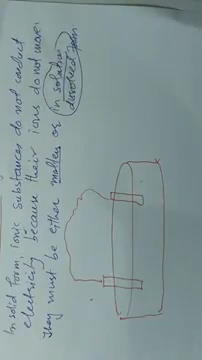 In solid form, ionic substances do not conduct
electricity because their ions do not move.
They must be either molten or in solution
dissolved form